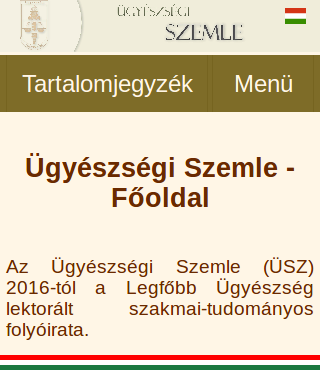 ÜGYÉSZSÉGI
SZEMLE
Tartalomjegyzék
Menü
Ügyészségi Szemle -
Főoldal
Az Ügyészségi Szemle (ÜSZ)
2016-tól a Legfőbb Ügyészség
lektorált szakmai-tudományos
folyóirata.